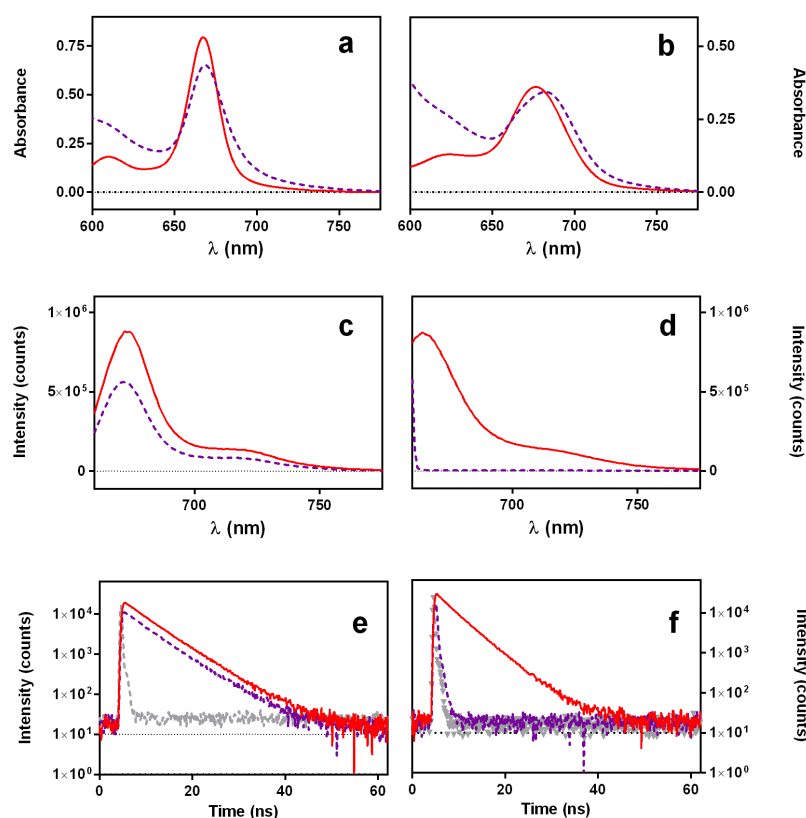 a
Absorbance
0.75
0.50
0.25
0.00
600
650
700
750
λ (nm)
b
Absorbance
0.50
0.25
0.00
600
650
700
750
λ (nm)
c
Intensity (counts)
1×10⁶
5×10⁵
0
700
750
λ (nm)
d
Intensity (counts)
1×10⁶
5×10⁵
0
700
750
λ (nm)
e
Intensity (counts)
1×10⁴
1×10³
1×10²
1×10¹
1×10⁰
0
20
40
60
Time (ns)
f
Intensity (counts)
1×10⁴
1×10³
1×10²
1×10¹
1×10⁰
0
20
40
60
Time (ns)